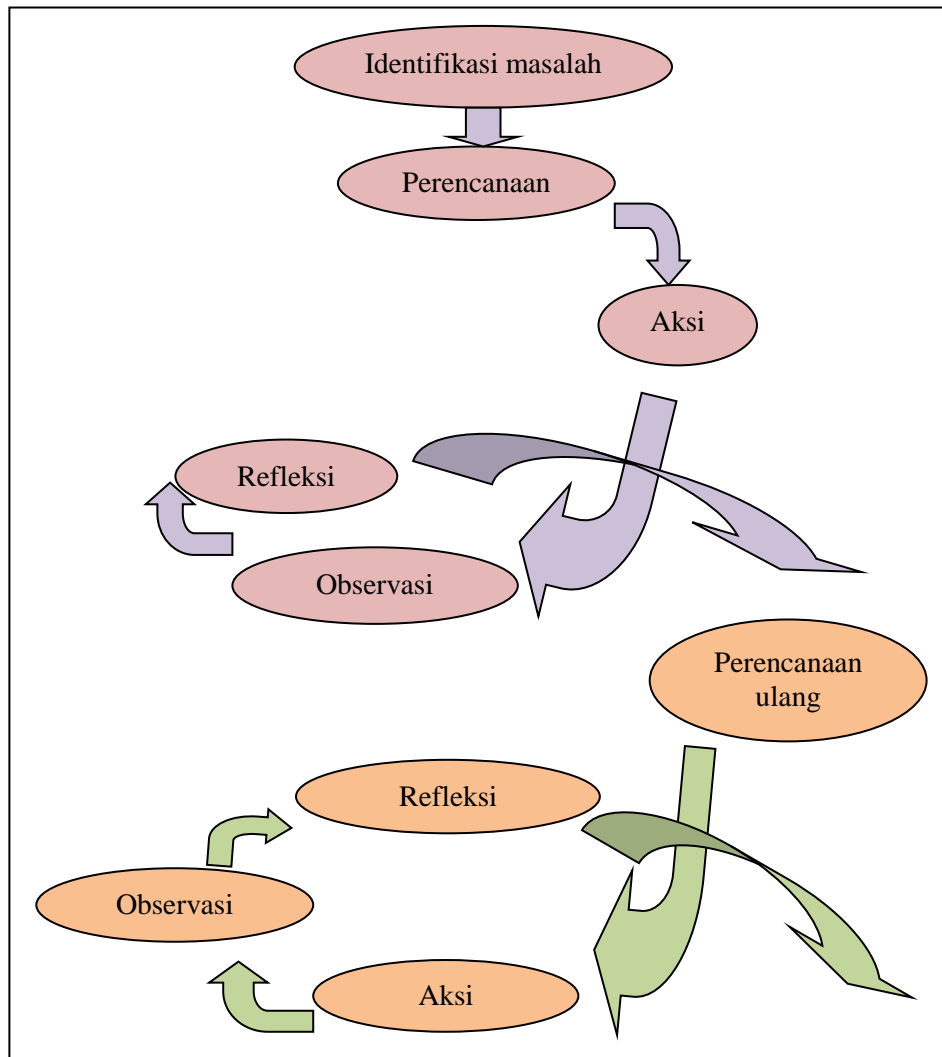 Identifikasi masalah
Perencanaan
Aksi
Refleksi
Observasi
Perencanaan
ulang
Refleksi
Observasi
Aksi